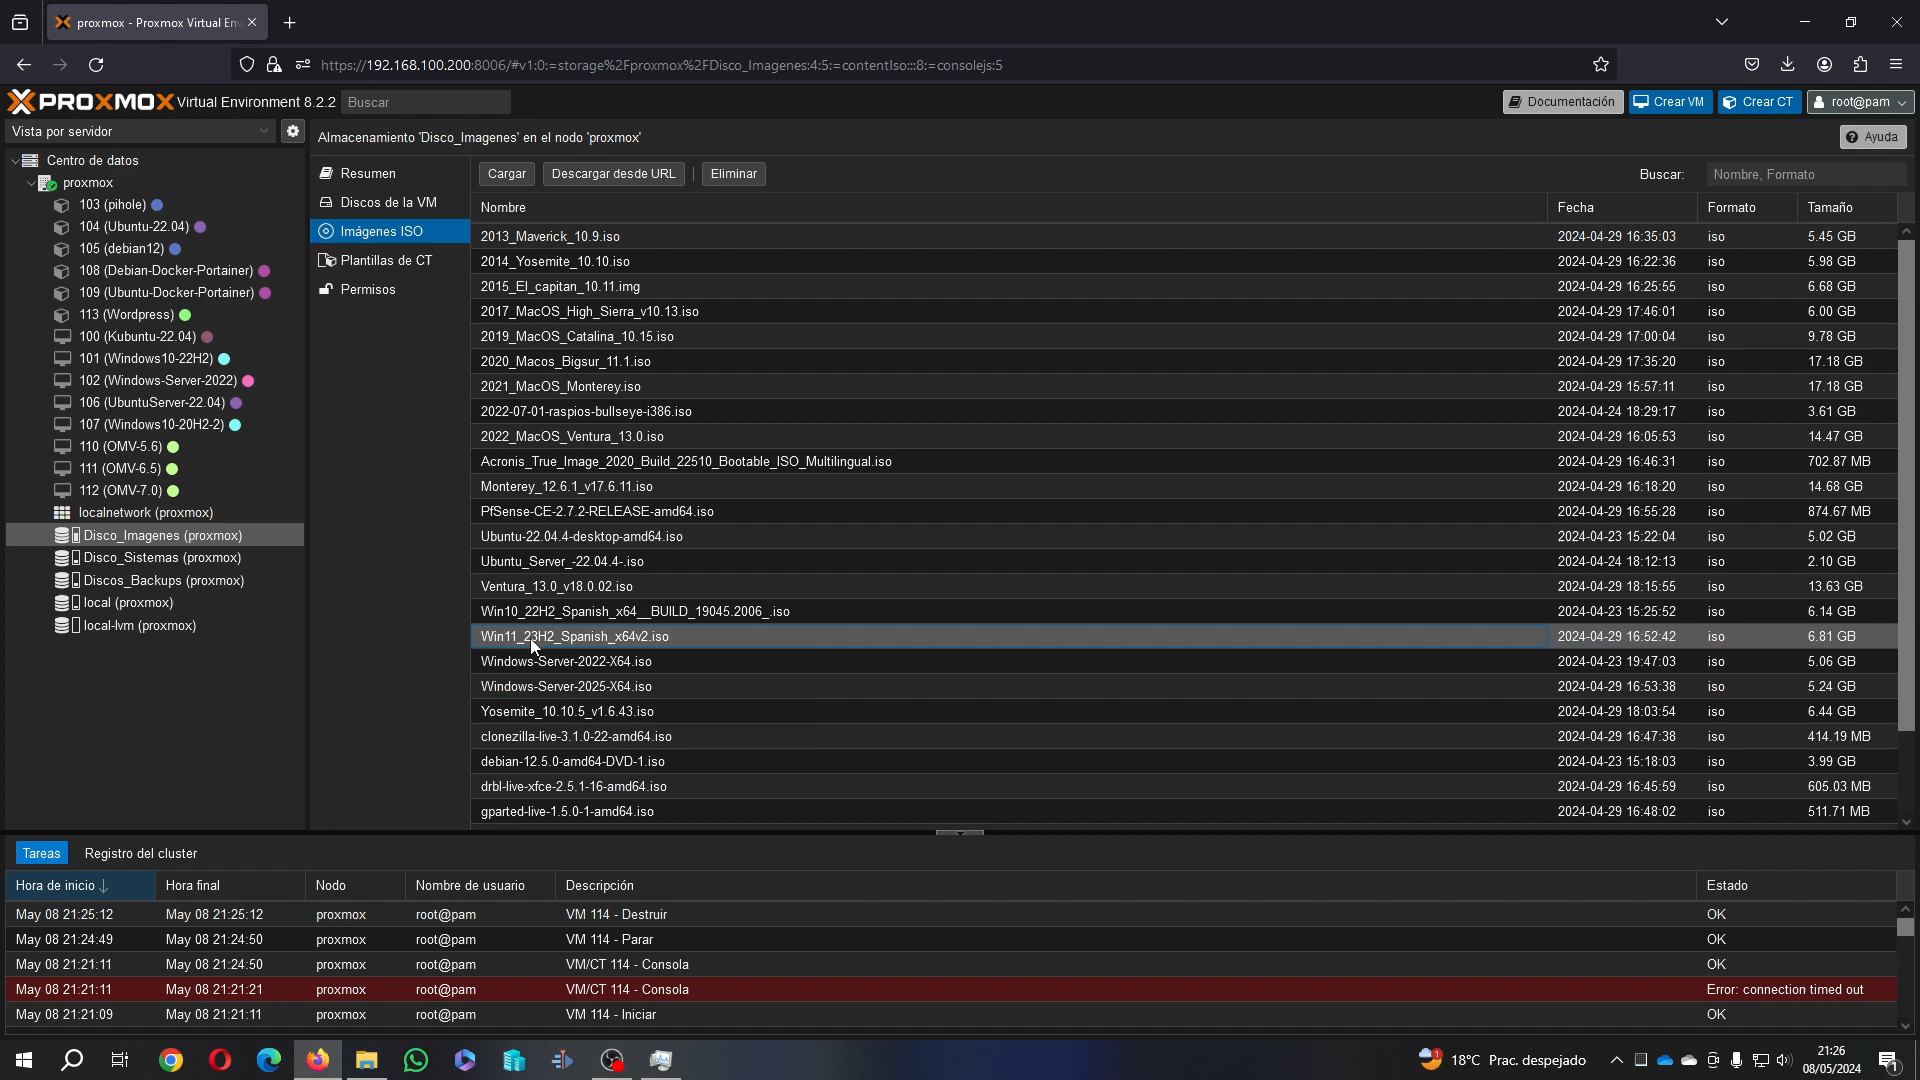 proxmox - Proxmox Virtual En
https://192.168.100.200:8006/#v1:0:=storage%2Fproxmox%2FDisco_Imagenes:4:5:=contentIso:::8:=consolejs:5
PROXMOX Virtual Environment 8.2.2 Buscar Documentación Crear VM Crear CT root@pam
Vista por servidor
Almacenamiento 'Disco_Imagenes' en el nodo 'proxmox' Ayuda
Centro de datos
proxmox
103 (pihole)
104 (Ubuntu-22.04)
105 (debian12)
108 (Debian-Docker-Portainer)
109 (Ubuntu-Docker-Portainer)
113 (Wordpress)
100 (Kubuntu-22.04)
101 (Windows10-22H2)
102 (Windows-Server-2022)
106 (UbuntuServer-22.04)
107 (Windows10-20H2-2)
110 (OMV-5.6)
111 (OMV-6.5)
112 (OMV-7.0)
localnetwork (proxmox)
Disco_Imagenes (proxmox)
Disco_Sistemas (proxmox)
Discos_Backups (proxmox)
local (proxmox)
local-lvm (proxmox)
Resumen
Discos de la VM
Imágenes ISO
Plantillas de CT
Permisos
Cargar Descargar desde URL Eliminar Buscar: Nombre, Formato
Nombre Fecha Formato Tamaño
2013_Maverick_10.9.iso 2024-04-29 16:35:03 iso 5.45 GB
2014_Yosemite_10.10.iso 2024-04-29 16:22:36 iso 5.98 GB
2015_El_capitan_10.11.img 2024-04-29 16:25:55 iso 6.68 GB
2017_MacOS_High_Sierra_v10.13.iso 2024-04-29 17:46:01 iso 6.00 GB
2019_MacOS_Catalina_10.15.iso 2024-04-29 17:00:04 iso 9.78 GB
2020_Macos_Bigsur_11.1.iso 2024-04-29 17:35:20 iso 17.18 GB
2021_MacOS_Monterey.iso 2024-04-29 15:57:11 iso 17.18 GB
2022-07-01-raspios-bullseye-i386.iso 2024-04-24 18:29:17 iso 3.61 GB
2022_MacOS_Ventura_13.0.iso 2024-04-29 16:05:53 iso 14.47 GB
Acronis_True_Image_2020_Build_22510_Bootable_ISO_Multilingual.iso 2024-04-29 16:46:31 iso 702.87 MB
Monterey_12.6.1_v17.6.11.iso 2024-04-29 16:18:20 iso 14.68 GB
PfSense-CE-2.7.2-RELEASE-amd64.iso 2024-04-29 16:55:28 iso 874.67 MB
Ubuntu-22.04.4-desktop-amd64.iso 2024-04-23 15:22:04 iso 5.02 GB
Ubuntu_Server_-22.04.4-.iso 2024-04-24 18:12:13 iso 2.10 GB
Ventura_13.0_v18.0.02.iso 2024-04-29 18:15:55 iso 13.63 GB
Win10_22H2_Spanish_x64__BUILD_19045.2006_.iso 2024-04-23 15:25:52 iso 6.14 GB
Win11_23H2_Spanish_x64v2.iso 2024-04-29 16:52:42 iso 6.81 GB
Windows-Server-2022-X64.iso 2024-04-23 19:47:03 iso 5.06 GB
Windows-Server-2025-X64.iso 2024-04-29 16:53:38 iso 5.24 GB
Yosemite_10.10.5_v1.6.43.iso 2024-04-29 18:03:54 iso 6.44 GB
clonezilla-live-3.1.0-22-amd64.iso 2024-04-29 16:47:38 iso 414.19 MB
debian-12.5.0-amd64-DVD-1.iso 2024-04-23 15:18:03 iso 3.99 GB
drbl-live-xfce-2.5.1-16-amd64.iso 2024-04-29 16:45:59 iso 605.03 MB
gparted-live-1.5.0-1-amd64.iso 2024-04-29 16:48:02 iso 511.71 MB
Tareas Registro del cluster
Hora de inicio Hora final Nodo Nombre de usuario Descripción Estado
May 08 21:25:12 May 08 21:25:12 proxmox root@pam VM 114 - Destruir OK
May 08 21:24:49 May 08 21:24:50 proxmox root@pam VM 114 - Parar OK
May 08 21:21:11 May 08 21:24:50 proxmox root@pam VM/CT 114 - Consola OK
May 08 21:21:11 May 08 21:21:21 proxmox root@pam VM/CT 114 - Consola Error: connection timed out
May 08 21:21:09 May 08 21:21:11 proxmox root@pam VM 114 - Iniciar OK
1 18°C Prac. despejado 21:26
08/05/2024 1